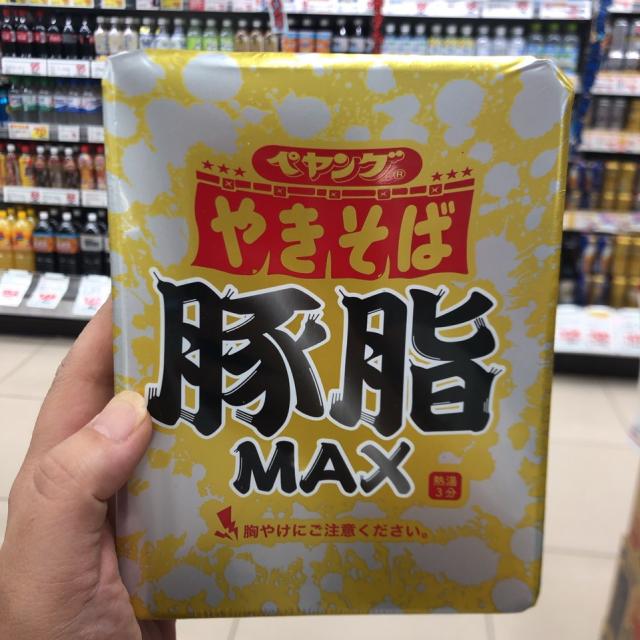 ペヤング®
やきそば
豚脂
MAX
熱湯
3分
胸やけにご注意ください。